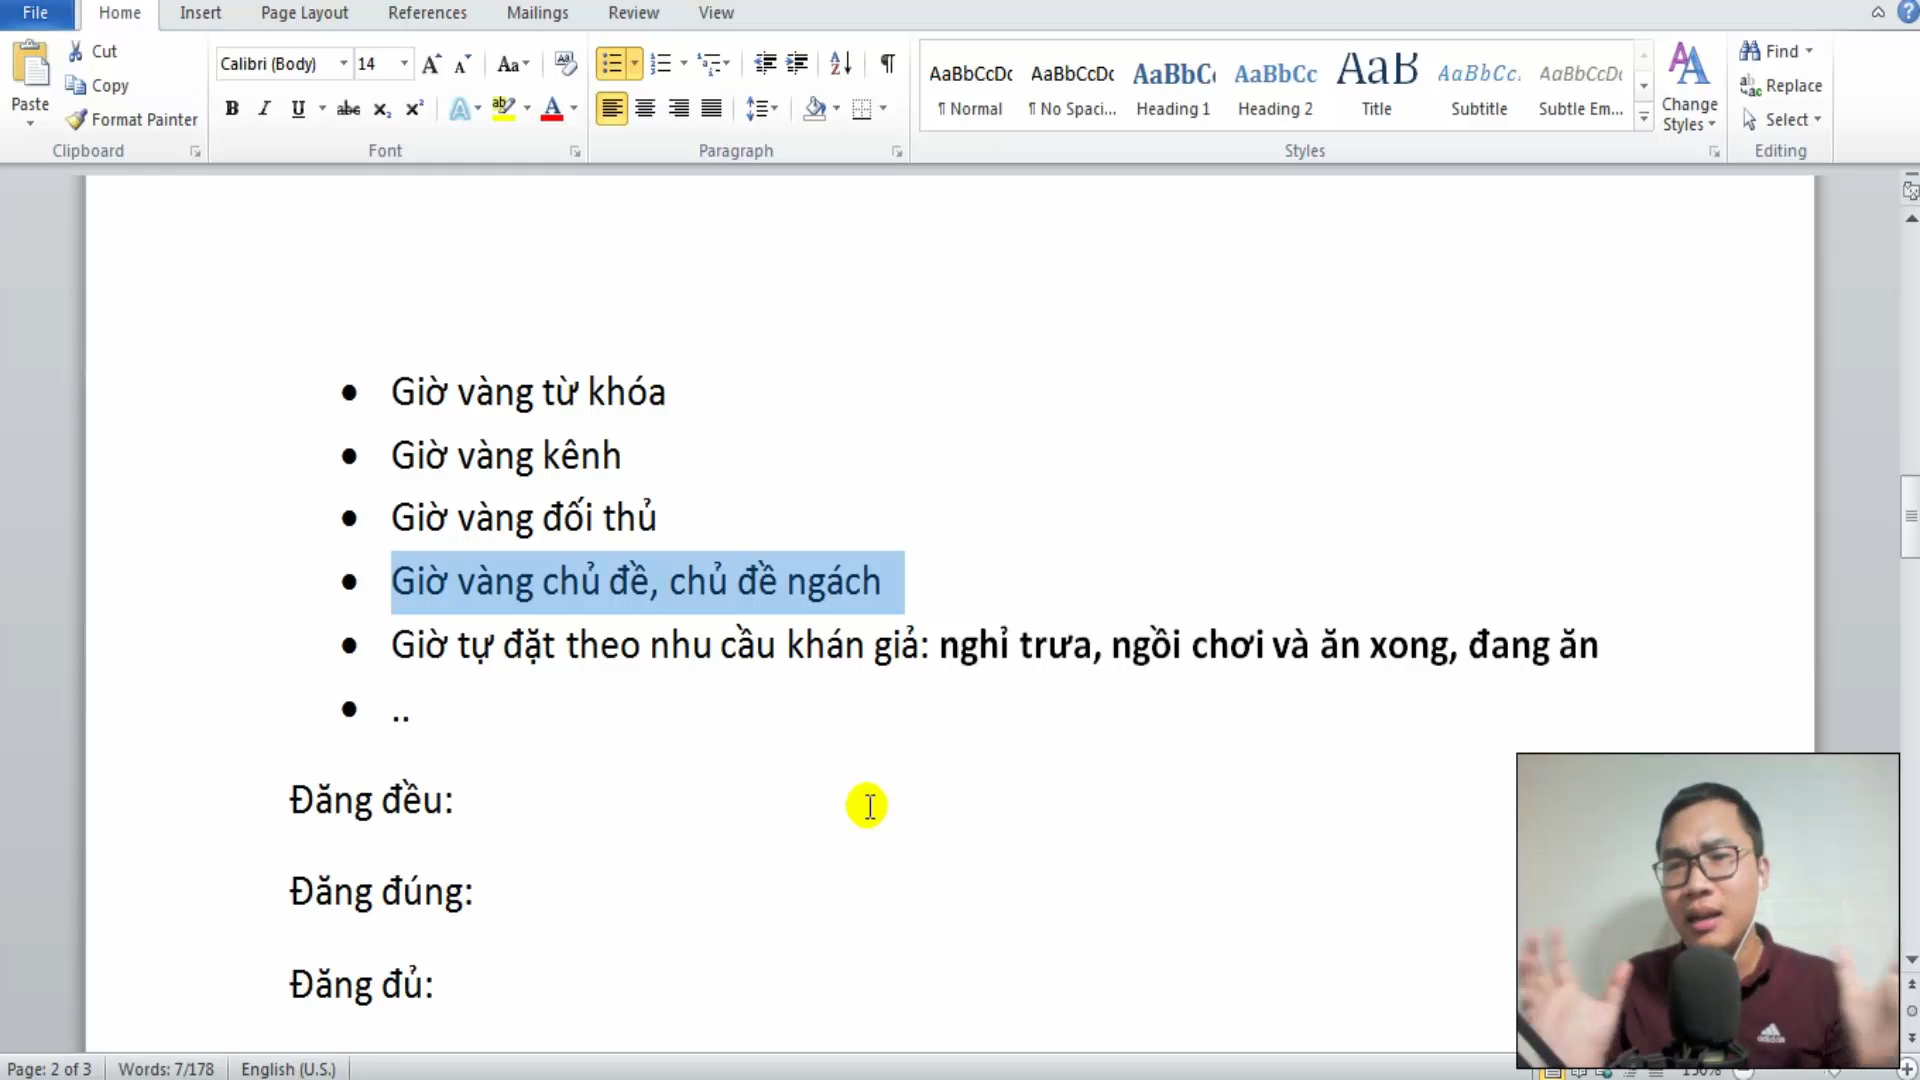 File Home Insert Page Layout References Mailings Review View
Cut
Copy
Format Painter
Paste
Clipboard
Calibri (Body) 14
Font
Paragraph
AaBbCcDc AaBbCcDc AaBbC AaBbCc AaB AaBbCc. AaBbCcDc
¶ Normal ¶ No Spaci... Heading 1 Heading 2 Title Subtitle Subtle Em...
Styles
Change Styles
Find
Replace
Select
Editing
• Giờ vàng từ khóa
• Giờ vàng kênh
• Giờ vàng đối thủ
• Giờ vàng chủ đề, chủ đề ngách
• Giờ tự đặt theo nhu cầu khán giả: nghỉ trưa, ngồi chơi và ăn xong, đang ăn
• ..
Đăng đều:
Đăng đúng:
Đăng đủ:
adidas
Page: 2 of 3 Words: 7/178 English (U.S.) 150%